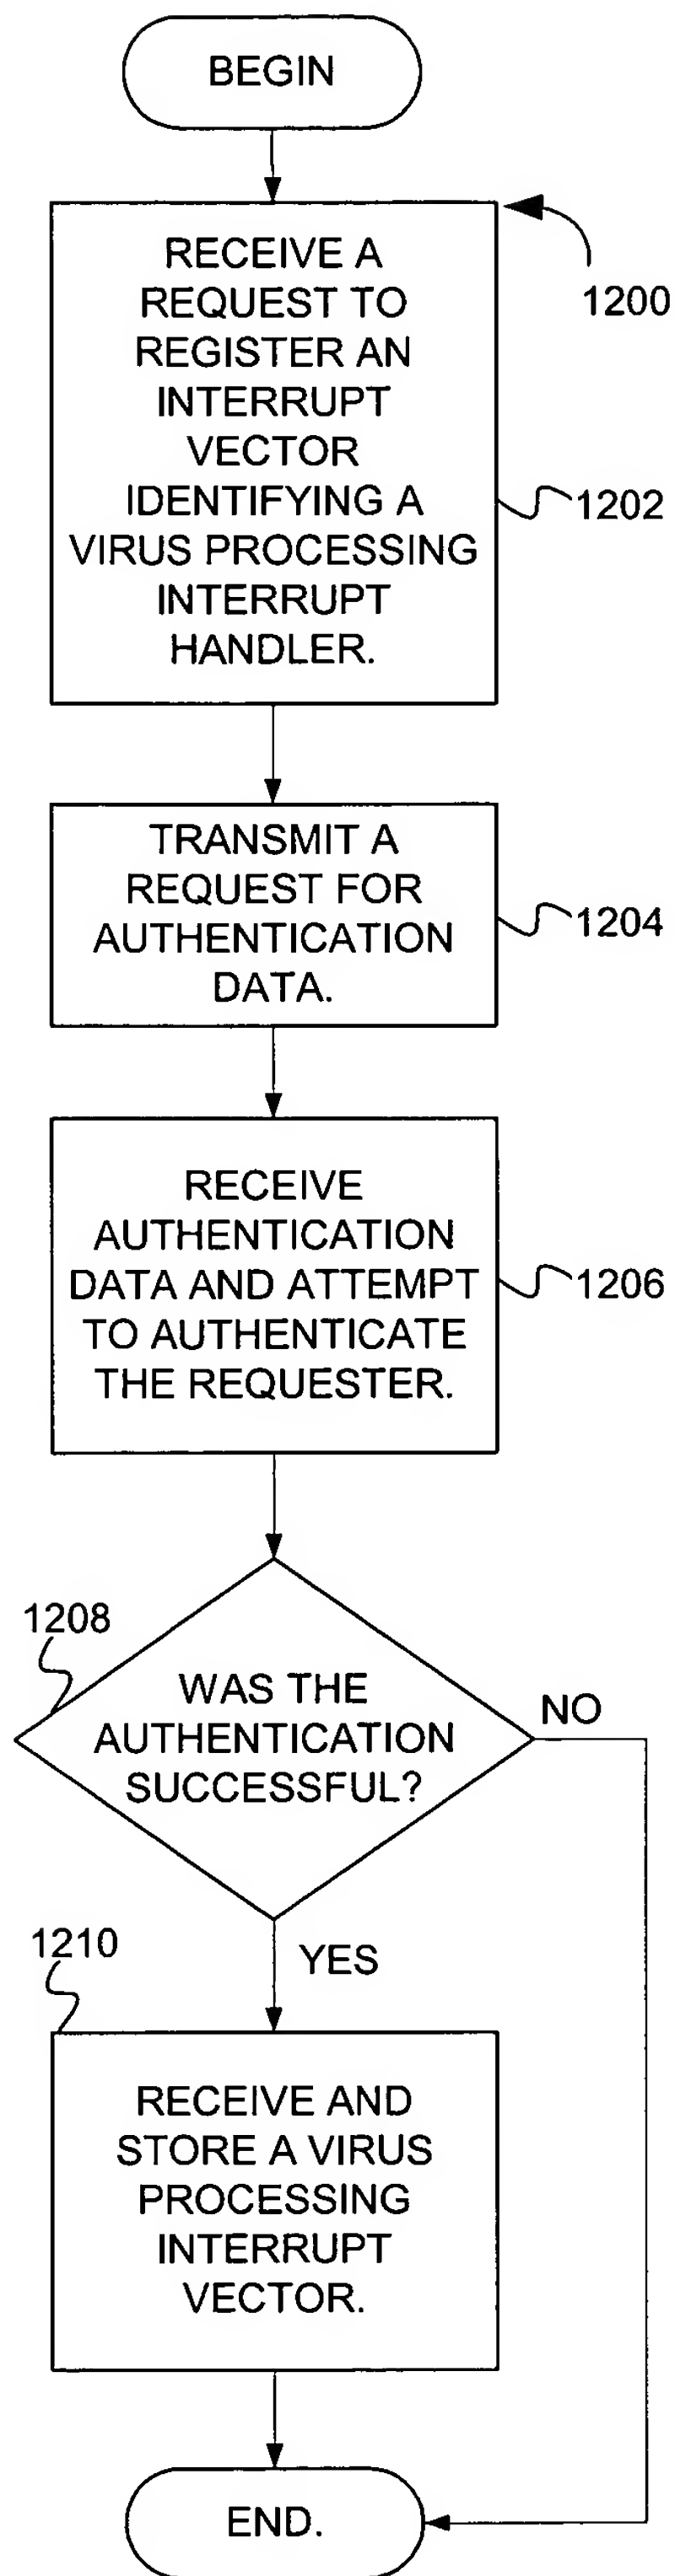 BEGIN
RECEIVE A
REQUEST TO
REGISTER AN
INTERRUPT
VECTOR
IDENTIFYING A
VIRUS PROCESSING
INTERRUPT
HANDLER.
1200
1202
TRANSMIT A
REQUEST FOR
AUTHENTICATION
DATA.
1204
RECEIVE
AUTHENTICATION
DATA AND ATTEMPT
TO AUTHENTICATE
THE REQUESTER.
1206
1208
WAS THE
AUTHENTICATION
SUCCESSFUL?
NO
YES
1210
RECEIVE AND
STORE A VIRUS
PROCESSING
INTERRUPT
VECTOR.
END.